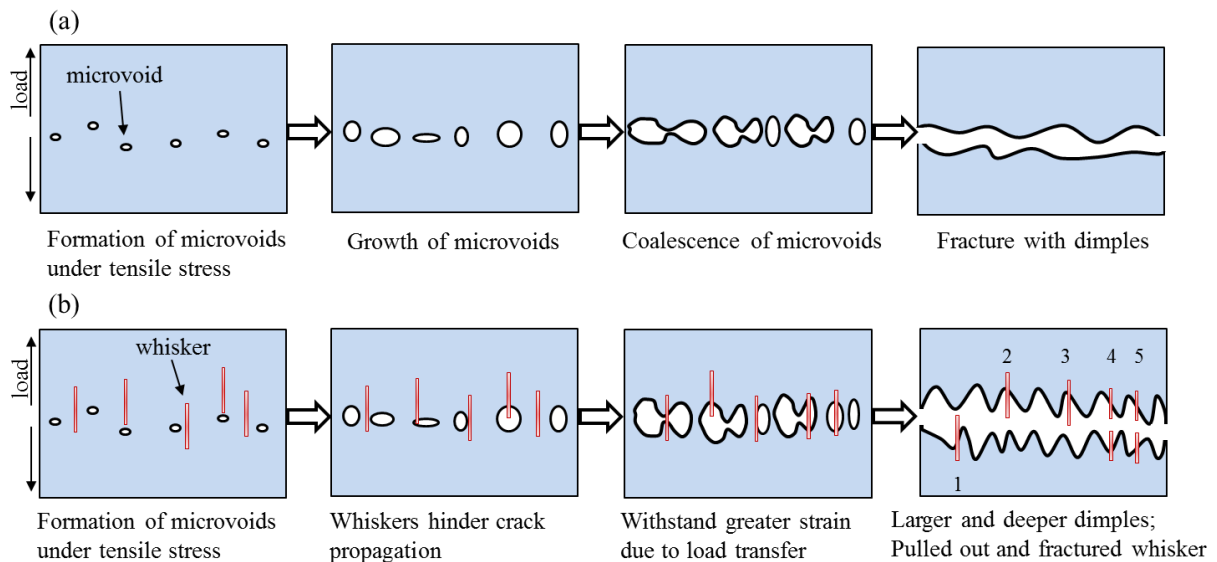 (a)
load
microvoid
Formation of microvoids
under tensile stress
Growth of microvoids
Coalescence of microvoids
Fracture with dimples
(b)
load
whisker
2
3
4
5
1
Formation of microvoids
under tensile stress
Whiskers hinder crack
propagation
Withstand greater strain
due to load transfer
Larger and deeper dimples;
Pulled out and fractured whisker